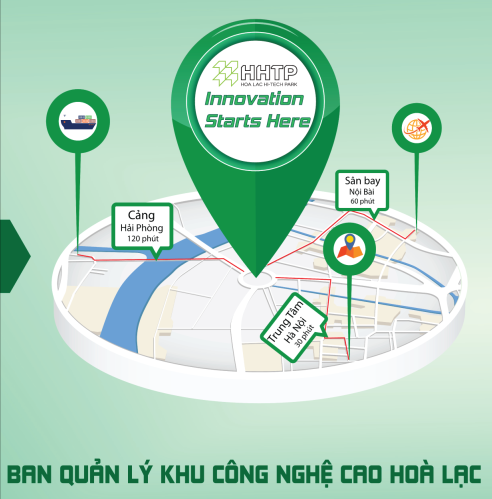 HHTP
HOA LAC HI-TECH PARK
Innovation
Starts Here
Sân bay
Nội Bài
60 phút
Cảng
Hải Phòng
120 phút
Trung Tâm
Hà Nội
30 phút
BAN QUẢN LÝ KHU CÔNG NGHỆ CAO HOÀ LẠC